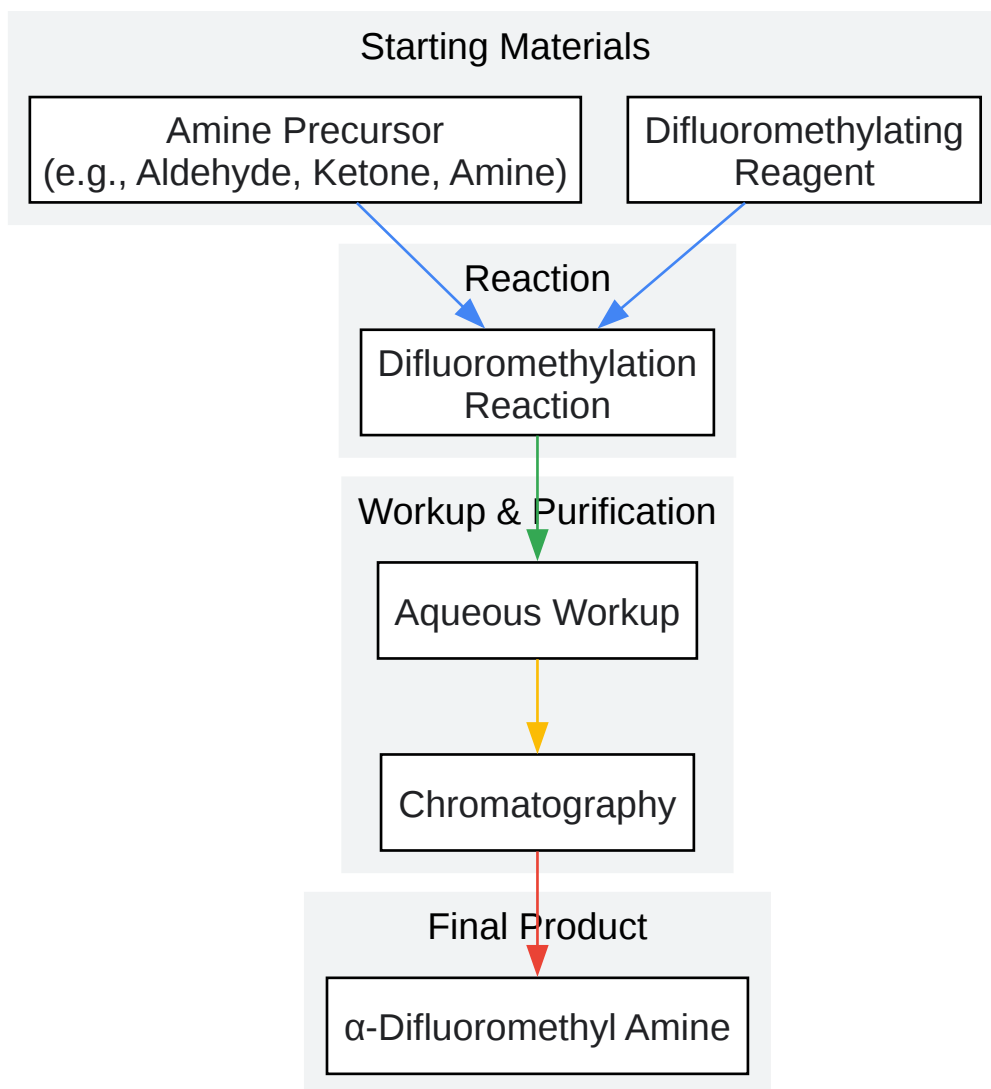 Starting Materials
Amine Precursor
(e.g., Aldehyde, Ketone, Amine)
Difluoromethylating
Reagent
Reaction
Difluoromethylation
Reaction
Workup & Purification
Aqueous Workup
Chromatography
Final Product
α-Difluoromethyl Amine